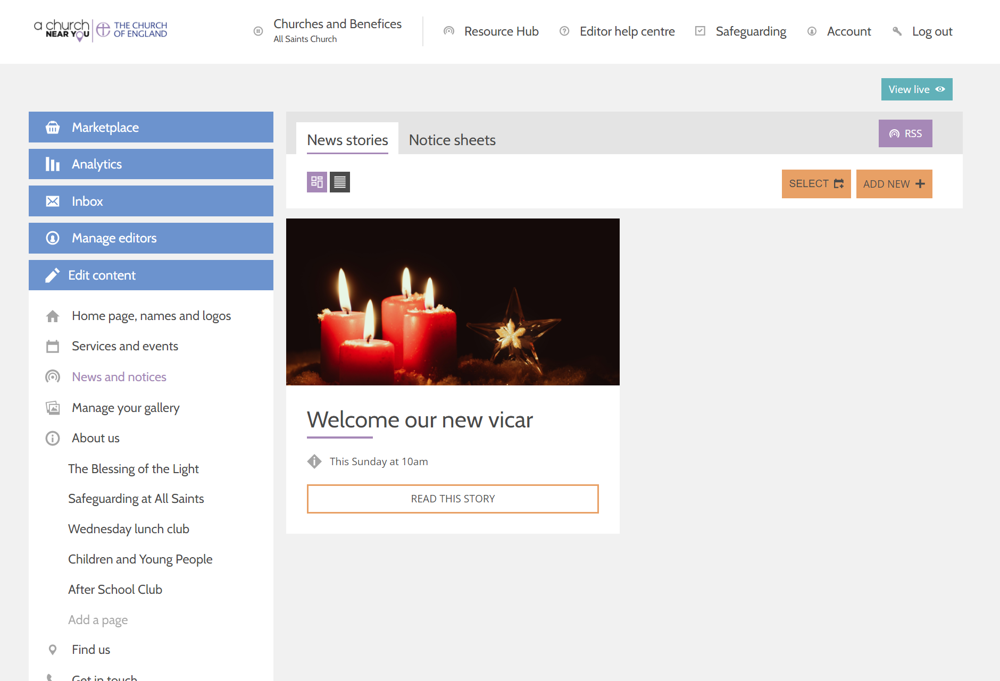 a church
NEAR YOU
THE CHURCH
OF ENGLAND
Churches and Benefices
All Saints Church
Resource Hub
Editor help centre
Safeguarding
Account
Log out
View live
Marketplace
Analytics
Inbox
Manage editors
Edit content
Home page, names and logos
Services and events
News and notices
Manage your gallery
About us
The Blessing of the Light
Safeguarding at All Saints
Wednesday lunch club
Children and Young People
After School Club
Add a page
Find us
Get in touch
News stories
Notice sheets
RSS
SELECT
ADD NEW
Welcome our new vicar
This Sunday at 10am
READ THIS STORY